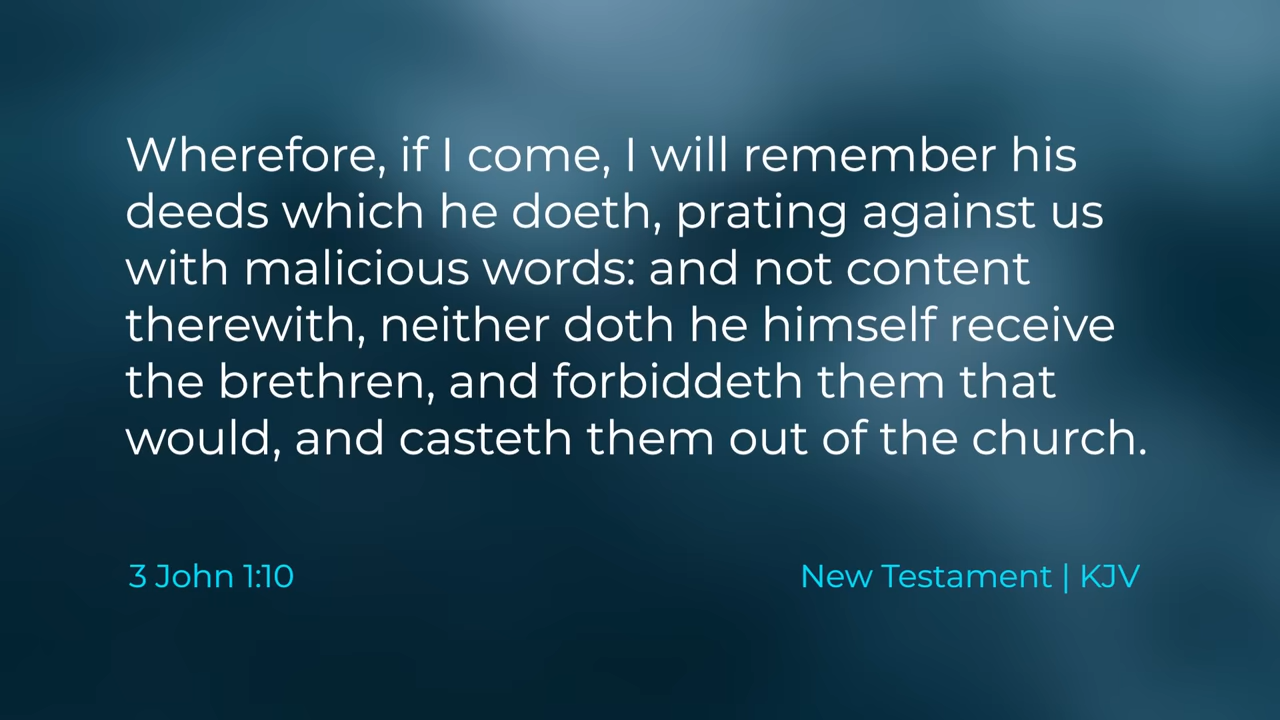 Wherefore, if I come, I will remember his
deeds which he doeth, prating against us
with malicious words: and not content
therewith, neither doth he himself receive
the brethren, and forbiddeth them that
would, and casteth them out of the church.
3 John 1:10
New Testament | KJV